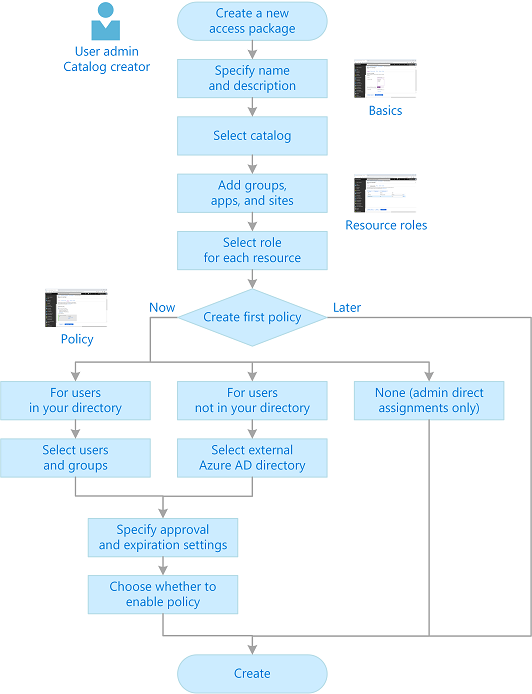 Create a new
access package
User admin
Catalog creator
Specify name
and description
Basics
Select catalog
Add groups,
apps, and sites
Resource roles
Select role
for each resource
Now
Later
Create first policy
Policy
For users
in your directory
For users
not in your directory
None (admin direct
assignments only)
Select users
and groups
Select external
Azure AD directory
Specify approval
and expiration settings
Choose whether to
enable policy
Create